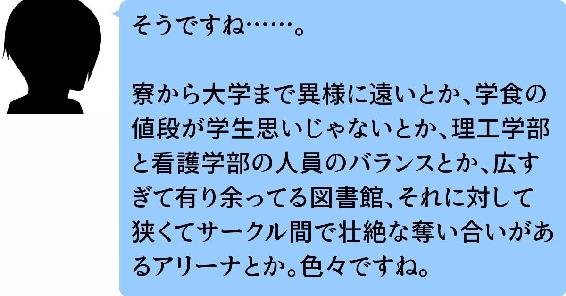 そうですね……。
寮から大学まで異様に遠いとか、学食の
値段が学生思いじゃないとか、理工学部
と看護学部の人員のバランスとか、広す
ぎて有り余ってる図書館、それに対して
狭くてサークル間で壮絶な奪い合いがあ
るアリーナとか。色々ですね。